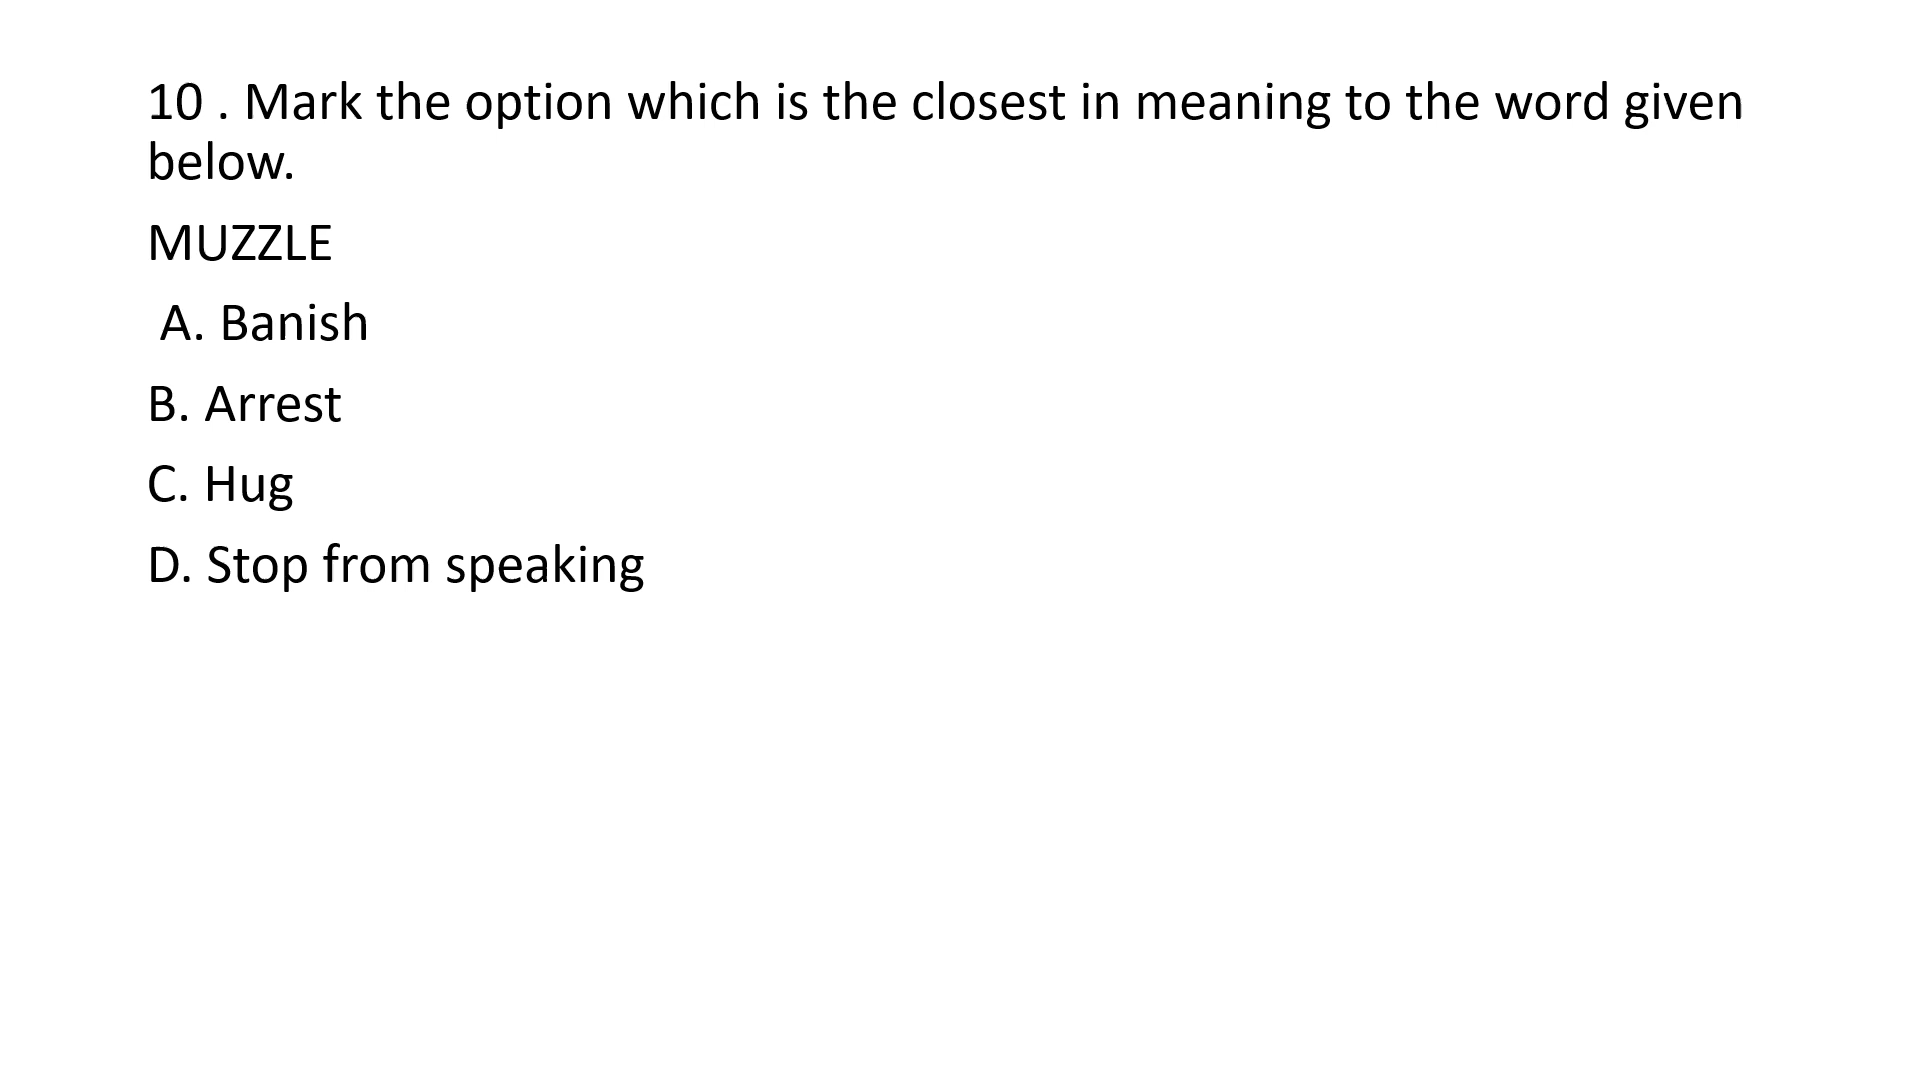 10 . Mark the option which is the closest in meaning to the word given
below.
MUZZLE
A. Banish
B. Arrest
C. Hug
D. Stop from speaking